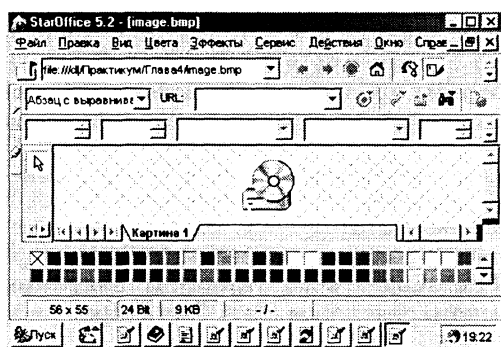 StarOffice 5.2 - [image.bmp]
Файл Правка Вид Цвета Эффекты Сервис Действия Окно Справ
file:///d|/Практикум/Глава4/image.bmp
Абзац с выравнива URL:
Картина 1
56 x 55 24 Bit 9 KB - / -
Пуск 19:22